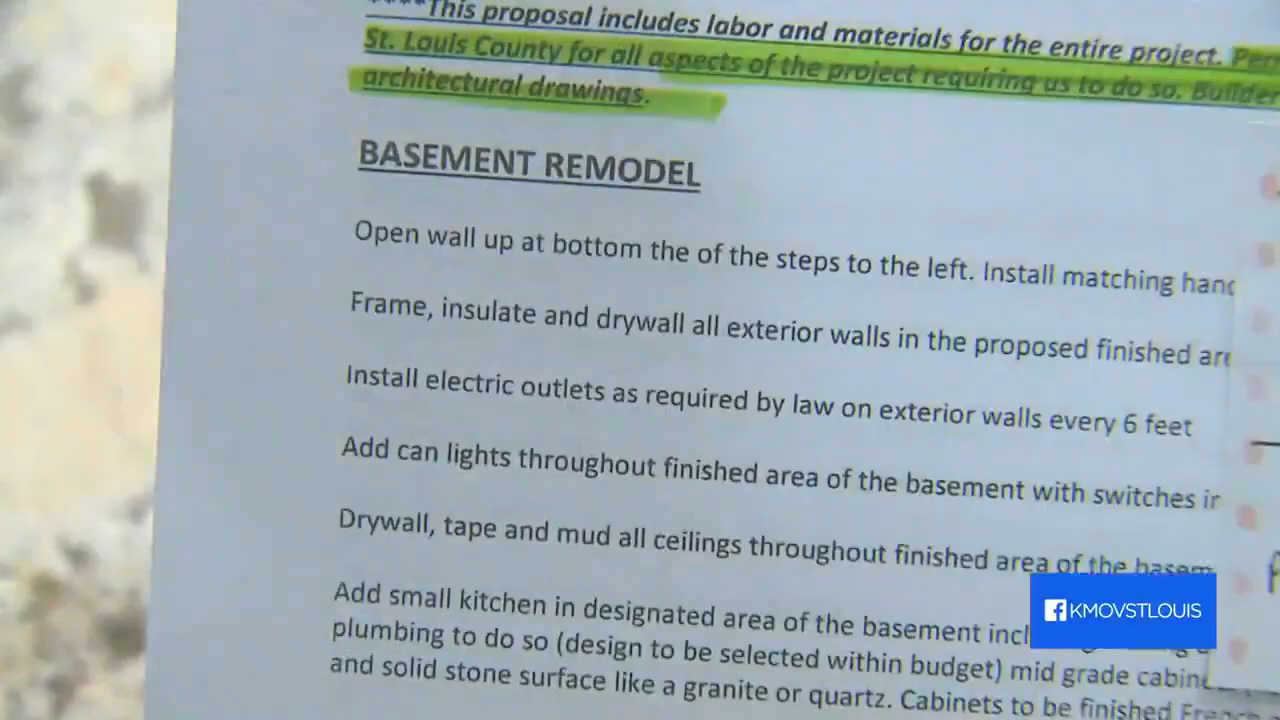 ****This proposal includes labor and materials for the entire project.
St. Louis County for all aspects of the project requiring us to do so. Builder
architectural drawings.
BASEMENT REMODEL
Open wall up at bottom the of the steps to the left. Install matching
Frame, insulate and drywall all exterior walls in the proposed finished
Install electric outlets as required by law on exterior walls every 6 feet
Add can lights throughout finished area of the basement with switches
Drywall, tape and mud all ceilings throughout finished area of the
Add small kitchen in designated area of the basement
plumbing to do so (design to be selected within budget) mid grade
and solid stone surface like a granite or quartz. Cabinets to be finished
KMOVSTLOUIS